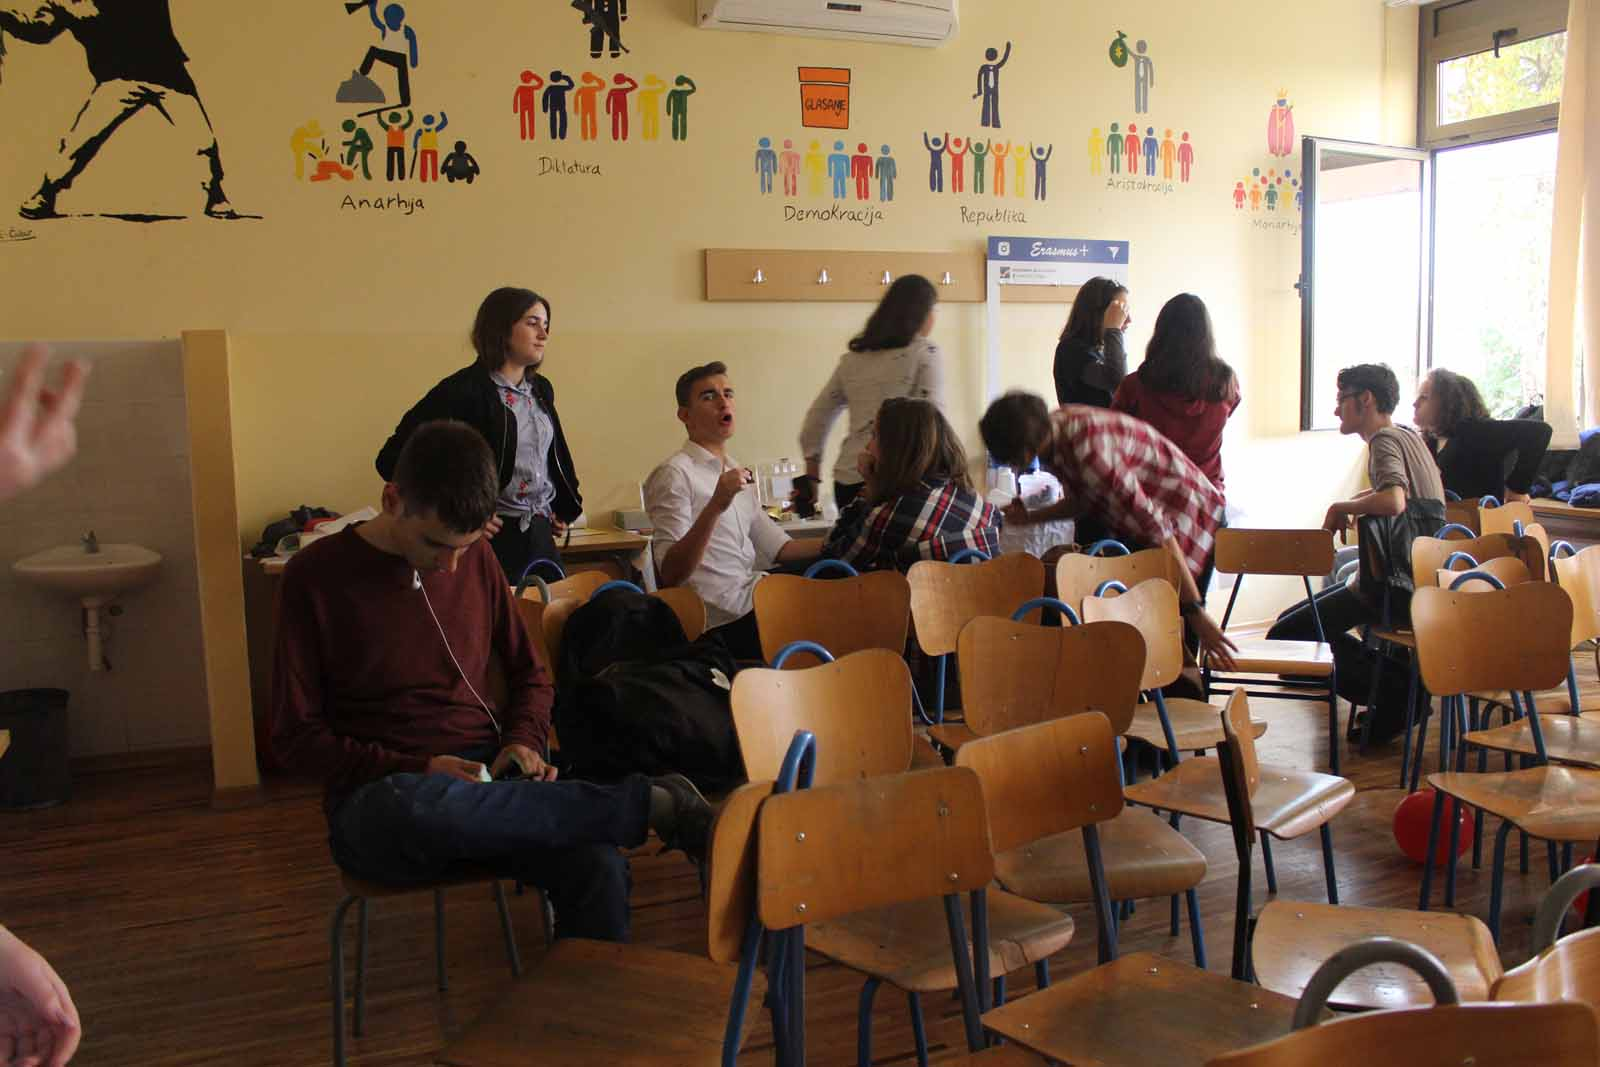 Anarhija
Diktatura
GLASANJE
Demokracija
Republika
Aristokracija
Monarhija
Erasmus+